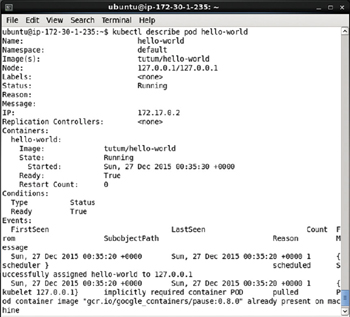 ubuntu@ip-172-30-1-235: ~
File Edit View Search Terminal Help
ubuntu@ip-172-30-1-235:~$ kubectl describe pod hello-world
Name: hello-world
Namespace: default
Image(s): tutum/hello-world
Node: 127.0.0.1/127.0.0.1
Labels: <none>
Status: Running
Reason:
Message:
IP: 172.17.0.2
Replication Controllers: <none>
Containers:
hello-world:
Image: tutum/hello-world
State: Running
Started: Sun, 27 Dec 2015 00:35:30 +0000
Ready: True
Restart Count: 0
Conditions:
Type Status
Ready True
Events:
FirstSeen LastSeen Count F
rom SubobjectPath Reason M
essage
Sun, 27 Dec 2015 00:35:20 +0000 Sun, 27 Dec 2015 00:35:20 +0000 1 {
scheduler } scheduled S
uccessfully assigned hello-world to 127.0.0.1
Sun, 27 Dec 2015 00:35:20 +0000 Sun, 27 Dec 2015 00:35:20 +0000 1 {
kubelet 127.0.0.1} implicitly required container POD pulled P
od container image "gcr.io/google_containers/pause:0.8.0" already present on mac
hine